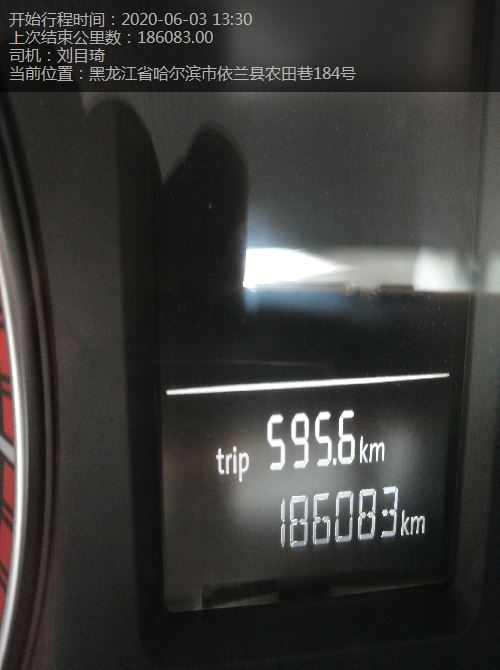 开始行程时间：2020-06-03 13:30
上次结束公里数：186083.00
司机：刘目琦
当前位置：黑龙江省哈尔滨市依兰县农田巷184号
trip 595.6 km
186083 km